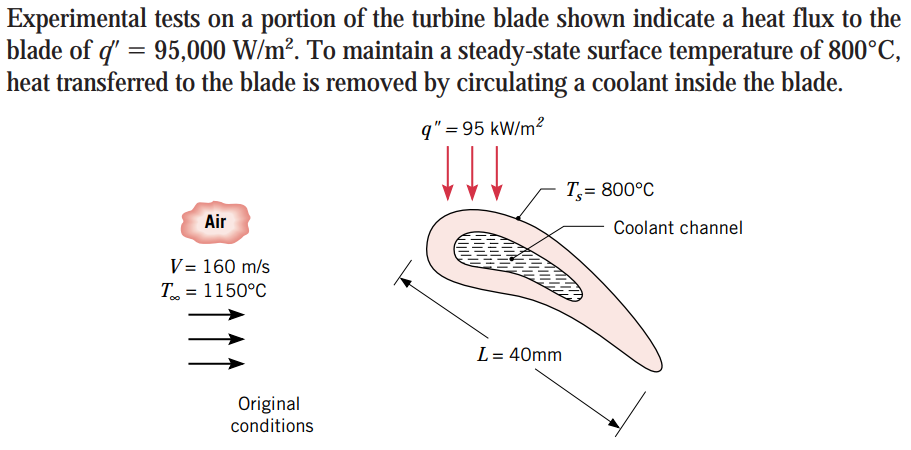 Experimental tests on a portion of the turbine blade shown indicate a heat flux to the
blade of q″ = 95,000 W/m². To maintain a steady-state surface temperature of 800°C,
heat transferred to the blade is removed by circulating a coolant inside the blade.
q″ = 95 kW/m²
Tₛ = 800°C
Air
Coolant channel
V = 160 m/s
T∞ = 1150°C
L = 40mm
Original
conditions